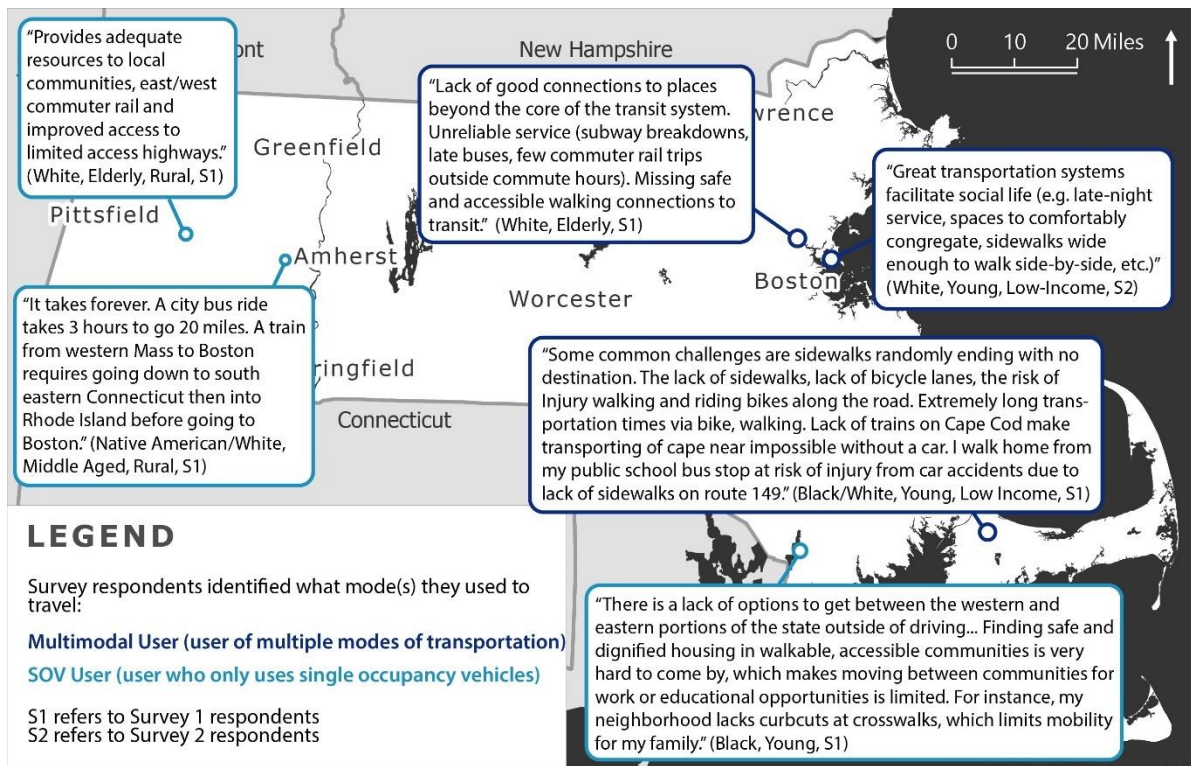 “Provides adequate
resources to local
communities, east/west
commuter rail and
improved access to
limited access highways.”
(White, Elderly, Rural, S1)
ont
New Hampshire
0 10 20 Miles
“Lack of good connections to places
beyond the core of the transit system.
Unreliable service (subway breakdowns,
late buses, few commuter rail trips
outside commute hours). Missing safe
and accessible walking connections to
transit.” (White, Elderly, S1)
wrence
Greenfield
“Great transportation systems
facilitate social life (e.g. late-night
service, spaces to comfortably
congregate, sidewalks wide
enough to walk side-by-side, etc.)”
(White, Young, Low-Income, S2)
Pittsfield
Amherst
Worcester
Boston
“It takes forever. A city bus ride
takes 3 hours to go 20 miles. A train
from western Mass to Boston
requires going down to south
eastern Connecticut then into
Rhode Island before going to
Boston.” (Native American/White,
Middle Aged, Rural, S1)
ringfield
Connecticut
“Some common challenges are sidewalks randomly ending with no
destination. The lack of sidewalks, lack of bicycle lanes, the risk of
Injury walking and riding bikes along the road. Extremely long trans-
portation times via bike, walking. Lack of trains on Cape Cod make
transporting of cape near impossible without a car. I walk home from
my public school bus stop at risk of injury from car accidents due to
lack of sidewalks on route 149.” (Black/White, Young, Low Income, S1)
LEGEND
Survey respondents identified what mode(s) they used to
travel:
Multimodal User (user of multiple modes of transportation)
SOV User (user who only uses single occupancy vehicles)
S1 refers to Survey 1 respondents
S2 refers to Survey 2 respondents
“There is a lack of options to get between the western and
eastern portions of the state outside of driving... Finding safe and
dignified housing in walkable, accessible communities is very
hard to come by, which makes moving between communities for
work or educational opportunities is limited. For instance, my
neighborhood lacks curbcuts at crosswalks, which limits mobility
for my family.” (Black, Young, S1)